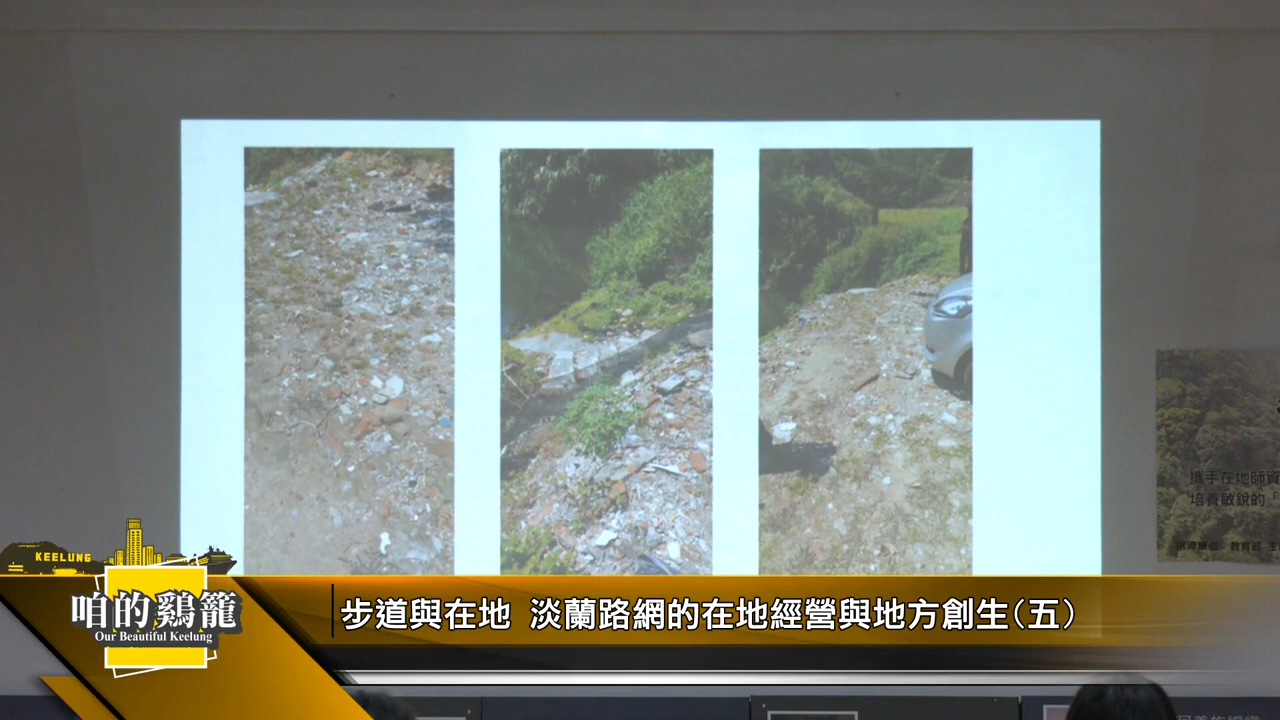 攜手在地師資
培養敏銳的「
KEELUNG
咱的鷄籠
Our Beautiful Keelung
步道與在地 淡蘭路網的在地經營與地方創生(五)